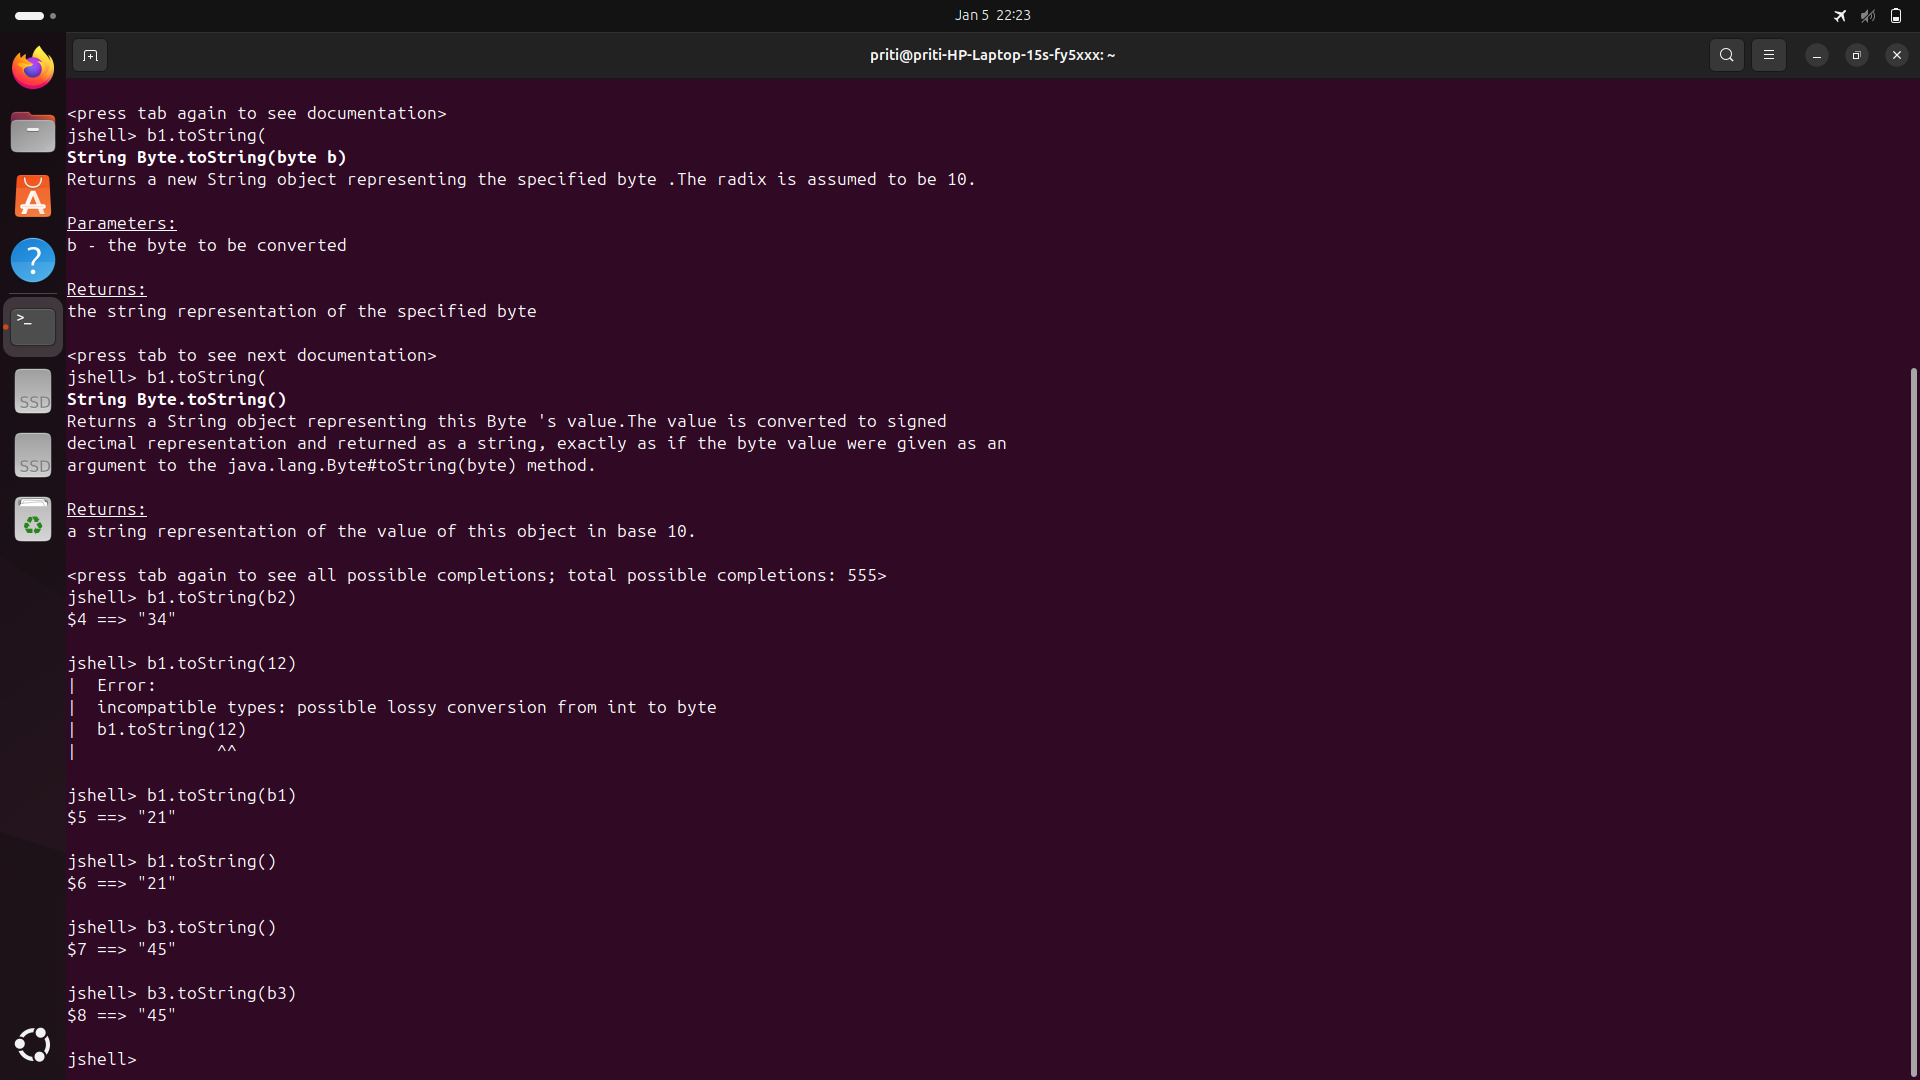 Jan 5 22:23
priti@priti-HP-Laptop-15s-fy5xxx: ~
<press tab again to see documentation>
jshell> b1.toString(
String Byte.toString(byte b)
Returns a new String object representing the specified byte .The radix is assumed to be 10.
Parameters:
b - the byte to be converted
Returns:
the string representation of the specified byte
<press tab to see next documentation>
jshell> b1.toString(
String Byte.toString()
Returns a String object representing this Byte 's value.The value is converted to signed
decimal representation and returned as a string, exactly as if the byte value were given as an
argument to the java.lang.Byte#toString(byte) method.
Returns:
a string representation of the value of this object in base 10.
<press tab again to see all possible completions; total possible completions: 555>
jshell> b1.toString(b2)
$4 ==> "34"
jshell> b1.toString(12)
|  Error:
|  incompatible types: possible lossy conversion from int to byte
|  b1.toString(12)
|              ^^
jshell> b1.toString(b1)
$5 ==> "21"
jshell> b1.toString()
$6 ==> "21"
jshell> b3.toString()
$7 ==> "45"
jshell> b3.toString(b3)
$8 ==> "45"
jshell>
>_
SSD
SSD